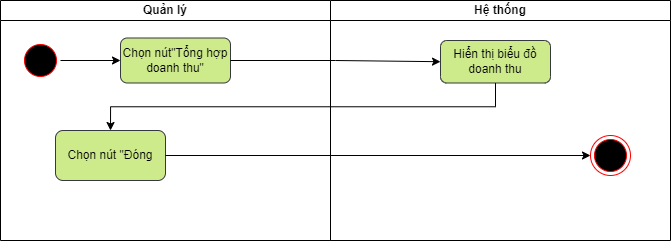 Quản lý
Hệ thống
Chọn nút"Tổng hợp
doanh thu"
Hiển thị biểu đồ
doanh thu
Chọn nút "Đóng